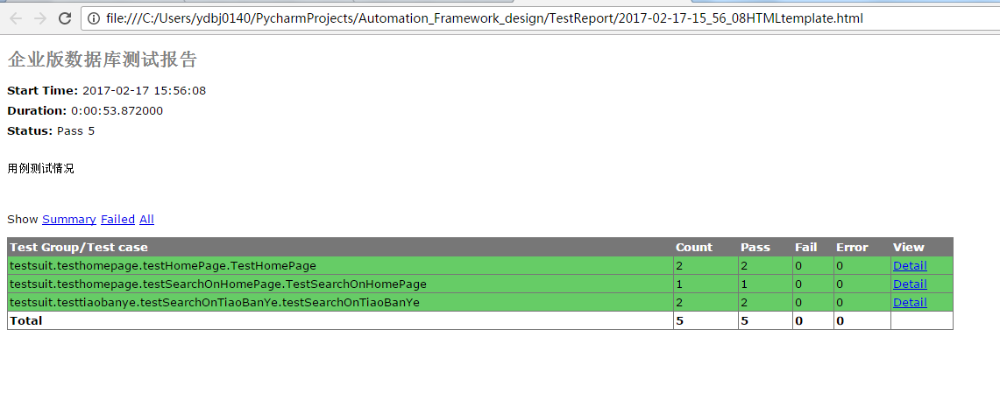 file:///C:/Users/ydbj0140/PycharmProjects/Automation_Framework_design/TestReport/2017-02-17-15_56_08HTMLtemplate.html
企业版数据库测试报告
Start Time: 2017-02-17 15:56:08
Duration: 0:00:53.872000
Status: Pass 5
用例测试情况
Show Summary Failed All
Test Group/Test case Count Pass Fail Error View
testsuit.testhomepage.testHomePage.TestHomePage 2 2 0 0 Detail
testsuit.testhomepage.testSearchOnHomePage.TestSearchOnHomePage 1 1 0 0 Detail
testsuit.testtiaobanye.testSearchOnTiaoBanYe.testSearchOnTiaoBanYe 2 2 0 0 Detail
Total 5 5 0 0